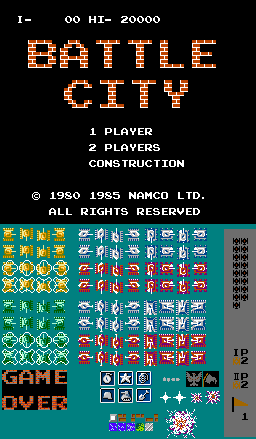 I- 00 HI- 20000
BATTLE
CITY
1 PLAYER
2 PLAYERS
CONSTRUCTION
© 1980 1985 NAMCO LTD.
ALL RIGHTS RESERVED
GAME
OVER
IP
2
IIP
2
1